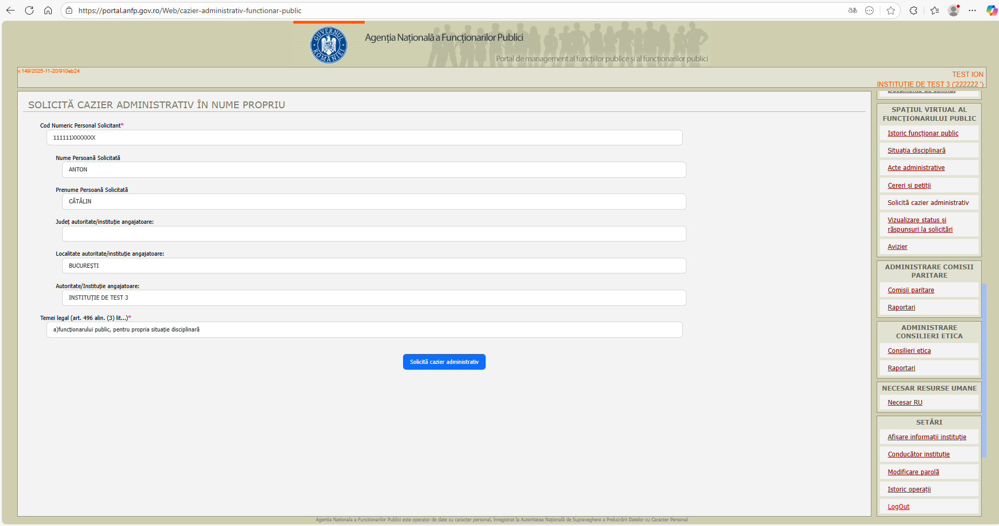 https://portal.anfp.gov.ro/Web/cazier-administrativ-functionar-public
GUVERNUL ROMÂNIEI
Agenția Națională a Funcționarilor Publici
Portal de management al funcțiilor publice și al funcționarilor publici
v.149/2025-11-20/910eb24
TEST ION
INSTITUȚIE DE TEST 3 ('222222 ')
SOLICITĂ CAZIER ADMINISTRATIV ÎN NUME PROPRIU
Cod Numeric Personal Solicitant*
111111XXXXXXX
Nume Persoană Solicitată
ANTON
Prenume Persoană Solicitată
CĂTĂLIN
Județ autoritate/instituție angajatoare:
Localitate autoritate/instituție angajatoare:
BUCUREȘTI
Autoritate/Instituție angajatoare:
INSTITUȚIE DE TEST 3
Temei legal (art. 496 alin. (3) lit...)*
a)funcționarului public, pentru propria situație disciplinară
Solicită cazier administrativ
Documente de semnat
SPAȚIUL VIRTUAL AL
FUNCȚIONARULUI PUBLIC
Istoric funcționar public
Situația disciplinară
Acte administrative
Cereri și petiții
Solicită cazier administrativ
Vizualizare status și
răspunsuri la solicitări
Avizier
ADMINISTRARE COMISII
PARITARE
Comisii paritare
Raportari
ADMINISTRARE
CONSILIERI ETICA
Consilieri etica
Raportari
NECESAR RESURSE UMANE
Necesar RU
SETĂRI
Afișare informații instituție
Conducător instituție
Modificare parolă
Istoric operații
LogOut
Agentia Nationala a Functionarilor Publici este operator de date cu caracter personal, înregistrat la Autoritatea Națională de Supraveghere a Prelucrării Datelor cu Caracter Personal